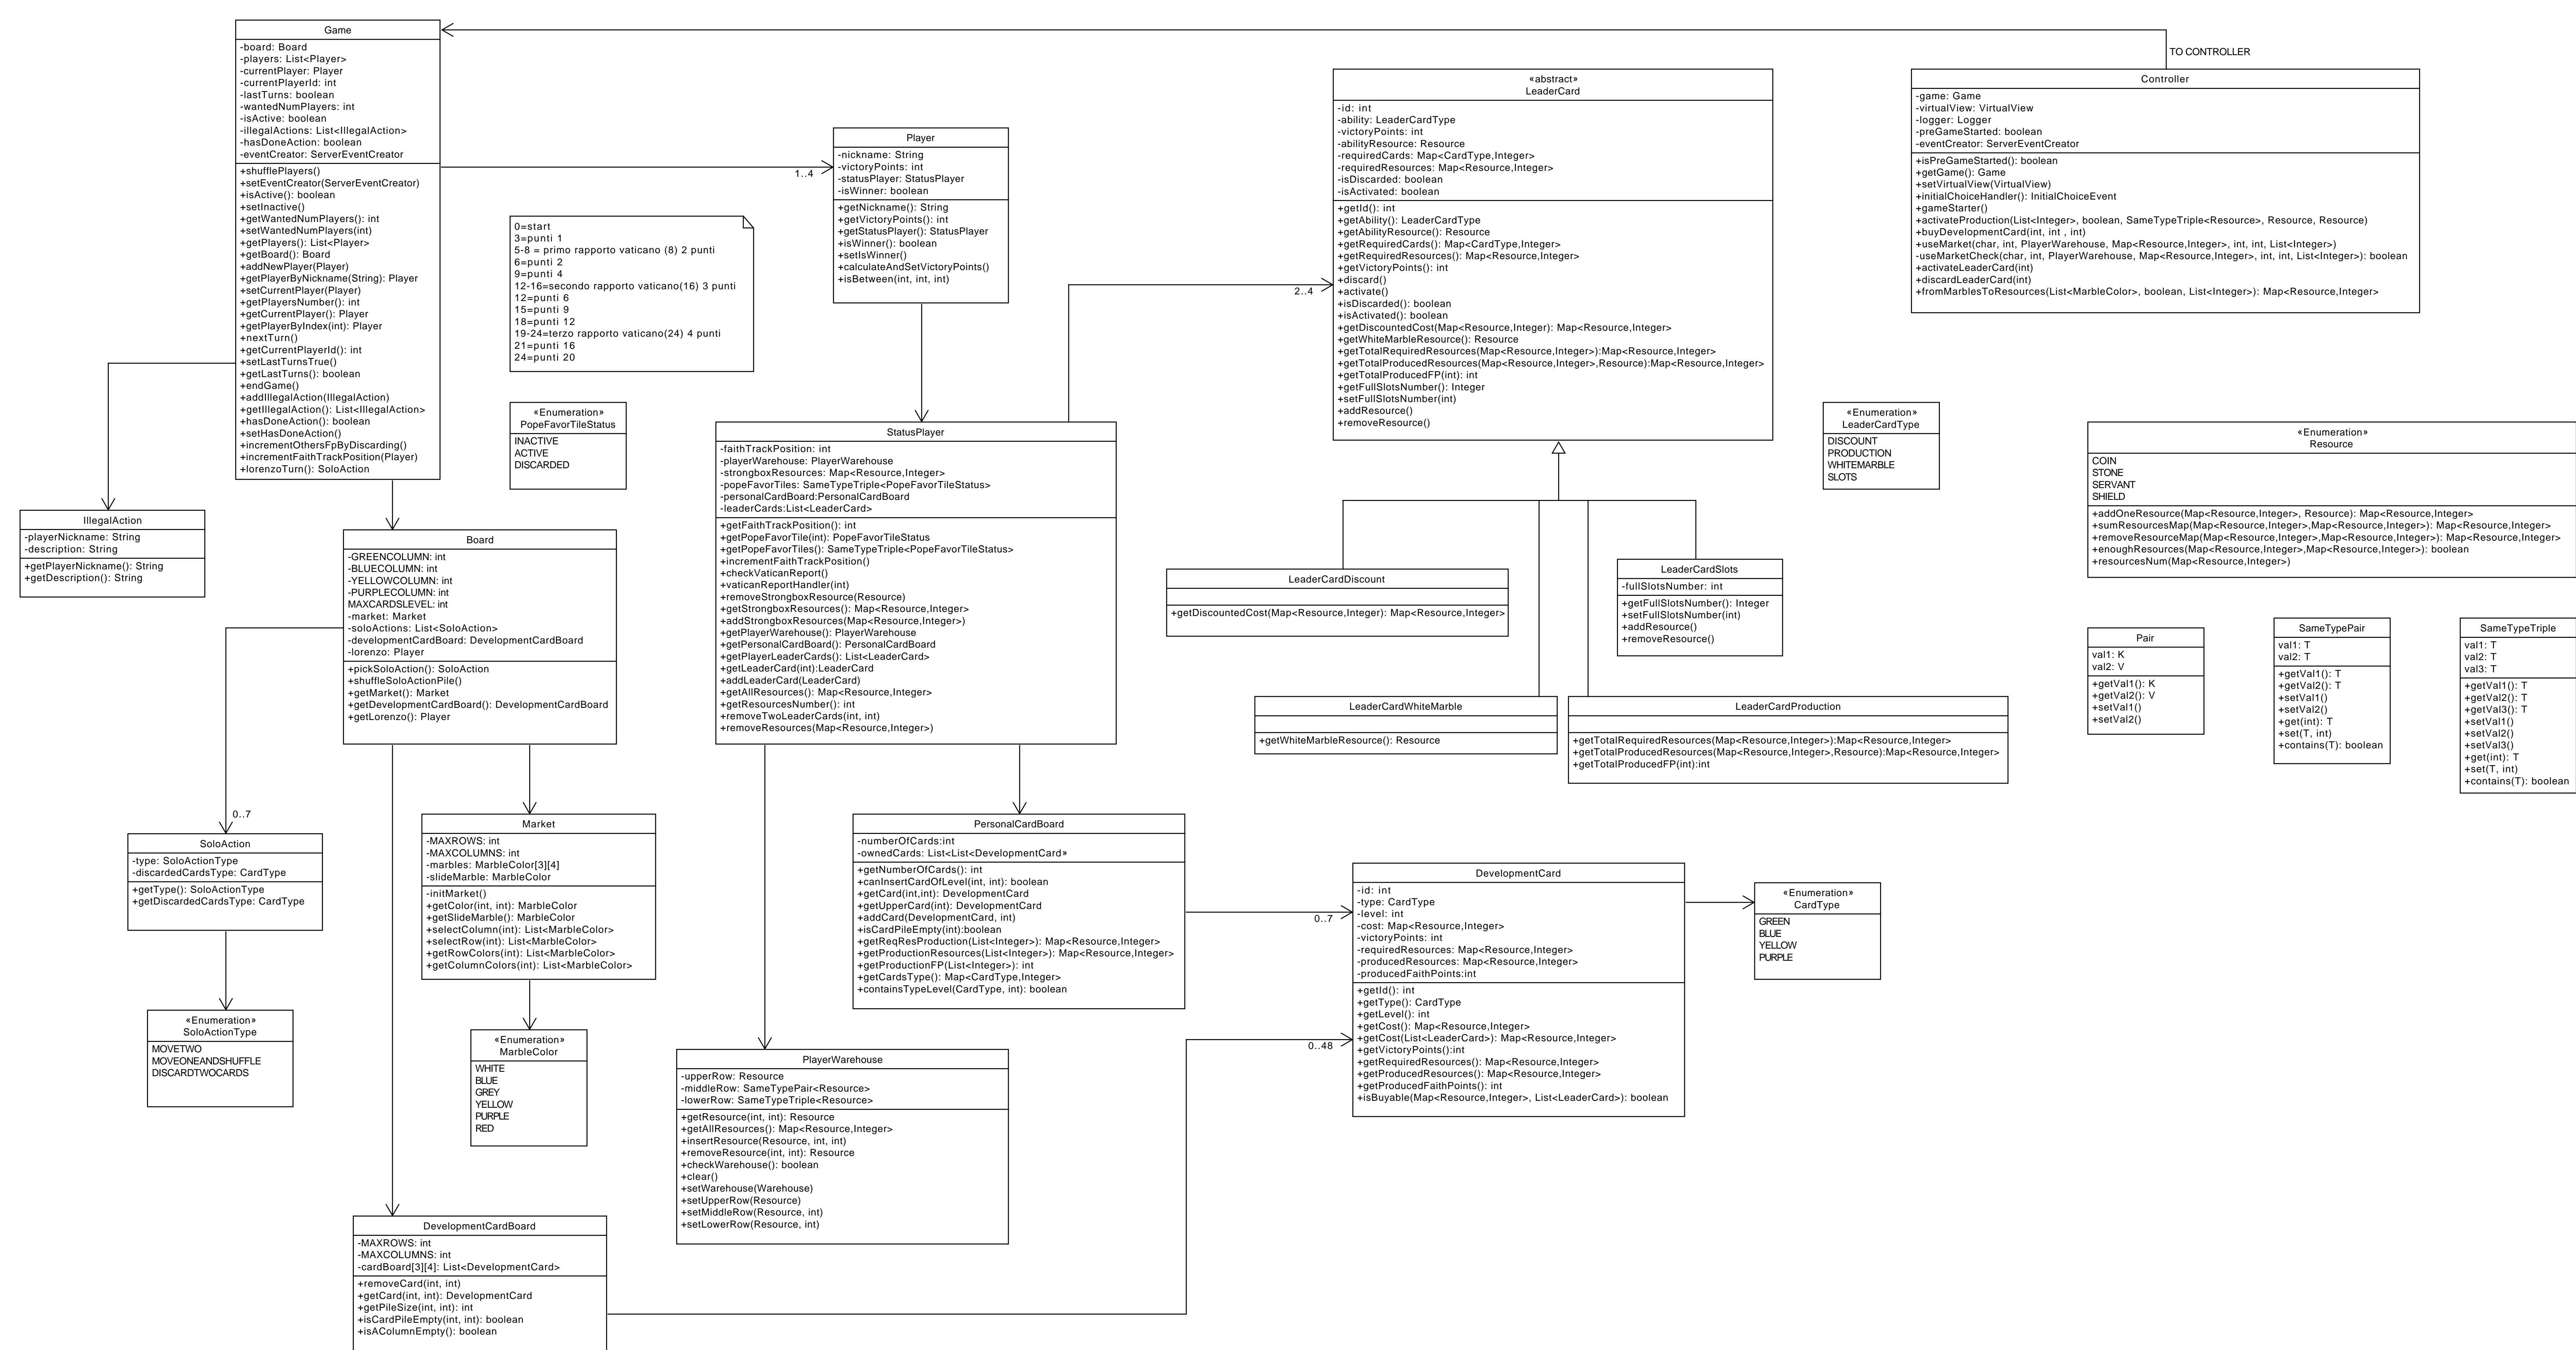 Game
-board: Board
-players: List<Player>
-currentPlayer: Player
-currentPlayerId: int
-lastTurns: boolean
-wantedNumPlayers: int
-isActive: boolean
-illegalActions: List<IllegalAction>
-hasDoneAction: boolean
-eventCreator: ServerEventCreator
+shufflePlayers()
+setEventCreator(ServerEventCreator)
+isActive(): boolean
+setInactive()
+getWantedNumPlayers(): int
+setWantedNumPlayers(int)
+getPlayers(): List<Player>
+getBoard(): Board
+addNewPlayer(Player)
+getPlayerByNickname(String): Player
+setCurrentPlayer(Player)
+getPlayersNumber(): int
+getCurrentPlayer(): Player
+getPlayerByIndex(int): Player
+nextTurn()
+getCurrentPlayerId(): int
+setLastTurnsTrue()
+getLastTurns(): boolean
+endGame()
+addIllegalAction(IllegalAction)
+getIllegalAction(): List<IllegalAction>
+hasDoneAction(): boolean
+setHasDoneAction()
+incrementOthersFpByDiscarding()
+incrementFaithTrackPosition(Player)
+lorenzoTurn(): SoloAction
TO CONTROLLER
Controller
-game: Game
-virtualView: VirtualView
-logger: Logger
-preGameStarted: boolean
-eventCreator: ServerEventCreator
+isPreGameStarted(): boolean
+getGame(): Game
+setVirtualView(VirtualView)
+initialChoiceHandler(): InitialChoiceEvent
+gameStarter()
+activateProduction(List<Integer>, boolean, SameTypeTriple<Resource>, Resource, Resource)
+buyDevelopmentCard(int, int , int)
+useMarket(char, int, PlayerWarehouse, Map<Resource,Integer>, int, int, List<Integer>)
-useMarketCheck(char, int, PlayerWarehouse, Map<Resource,Integer>, int, int, List<Integer>): boolean
+activateLeaderCard(int)
+discardLeaderCard(int)
+fromMarblesToResources(List<MarbleColor>, boolean, List<Integer>): Map<Resource,Integer>
«abstract»
LeaderCard
-id: int
-ability: LeaderCardType
-victoryPoints: int
-abilityResource: Resource
-requiredCards: Map<CardType,Integer>
-requiredResources: Map<Resource,Integer>
-isDiscarded: boolean
-isActivated: boolean
+getId(): int
+getAbility(): LeaderCardType
+getAbilityResource(): Resource
+getRequiredCards(): Map<CardType,Integer>
+getRequiredResources(): Map<Resource,Integer>
+getVictoryPoints(): int
+discard()
+activate()
+isDiscarded(): boolean
+isActivated(): boolean
+getDiscountedCost(Map<Resource,Integer): Map<Resource,Integer>
+getWhiteMarbleResource(): Resource
+getTotalRequiredResources(Map<Resource,Integer>):Map<Resource,Integer>
+getTotalProducedResources(Map<Resource,Integer>,Resource):Map<Resource,Integer>
+getTotalProducedFP(int): int
+getFullSlotsNumber(): Integer
+setFullSlotsNumber(int)
+addResource()
+removeResource()
2..4
Player
-nickname: String
-victoryPoints: int
-statusPlayer: StatusPlayer
-isWinner: boolean
+getNickname(): String
+getVictoryPoints(): int
+getStatusPlayer(): StatusPlayer
+isWinner(): boolean
+setIsWinner()
+calculateAndSetVictoryPoints()
+isBetween(int, int, int)
1..4
0=start
3=punti 1
5-8 = primo rapporto vaticano (8) 2 punti
6=punti 2
9=punti 4
12-16=secondo rapporto vaticano(16) 3 punti
12=punti 6
15=punti 9
18=punti 12
19-24=terzo rapporto vaticano(24) 4 punti
21=punti 16
24=punti 20
«Enumeration»
PopeFavorTileStatus
INACTIVE
ACTIVE
DISCARDED
StatusPlayer
-faithTrackPosition: int
-playerWarehouse: PlayerWarehouse
-strongboxResources: Map<Resource,Integer>
-popeFavorTiles: SameTypeTriple<PopeFavorTileStatus>
-personalCardBoard:PersonalCardBoard
-leaderCards:List<LeaderCard>
+getFaithTrackPosition(): int
+getPopeFavorTile(int): PopeFavorTileStatus
+getPopeFavorTiles(): SameTypeTriple<PopeFavorTileStatus>
+incrementFaithTrackPosition()
+checkVaticanReport()
+vaticanReportHandler(int)
+removeStrongboxResource(Resource)
+getStrongboxResources(): Map<Resource,Integer>
+addStrongboxResources(Map<Resource,Integer>)
+getPlayerWarehouse(): PlayerWarehouse
+getPersonalCardBoard(): PersonalCardBoard
+getPlayerLeaderCards(): List<LeaderCard>
+getLeaderCard(int):LeaderCard
+addLeaderCard(LeaderCard)
+getAllResources(): Map<Resource,Integer>
+getResourcesNumber(): int
+removeTwoLeaderCards(int, int)
+removeResources(Map<Resource,Integer>)
«Enumeration»
LeaderCardType
DISCOUNT
PRODUCTION
WHITEMARBLE
SLOTS
«Enumeration»
Resource
COIN
STONE
SERVANT
SHIELD
+addOneResource(Map<Resource,Integer>, Resource): Map<Resource,Integer>
+sumResourcesMap(Map<Resource,Integer>,Map<Resource,Integer>): Map<Resource,Integer>
+removeResourceMap(Map<Resource,Integer>,Map<Resource,Integer>): Map<Resource,Integer>
+enoughResources(Map<Resource,Integer>,Map<Resource,Integer>): boolean
+resourcesNum(Map<Resource,Integer>)
IllegalAction
-playerNickname: String
-description: String
+getPlayerNickname(): String
+getDescription(): String
Board
-GREENCOLUMN: int
-BLUECOLUMN: int
-YELLOWCOLUMN: int
-PURPLECOLUMN: int
MAXCARDSLEVEL: int
-market: Market
-soloActions: List<SoloAction>
-developmentCardBoard: DevelopmentCardBoard
-lorenzo: Player
+pickSoloAction(): SoloAction
+shuffleSoloActionPile()
+getMarket(): Market
+getDevelopmentCardBoard(): DevelopmentCardBoard
+getLorenzo(): Player
LeaderCardDiscount
+getDiscountedCost(Map<Resource,Integer): Map<Resource,Integer>
LeaderCardSlots
-fullSlotsNumber: int
+getFullSlotsNumber(): Integer
+setFullSlotsNumber(int)
+addResource()
+removeResource()
LeaderCardWhiteMarble
+getWhiteMarbleResource(): Resource
LeaderCardProduction
+getTotalRequiredResources(Map<Resource,Integer>):Map<Resource,Integer>
+getTotalProducedResources(Map<Resource,Integer>,Resource):Map<Resource,Integer>
+getTotalProducedFP(int):int
Pair
val1: K
val2: V
+getVal1(): K
+getVal2(): V
+setVal1()
+setVal2()
SameTypePair
val1: T
val2: T
+getVal1(): T
+getVal2(): T
+setVal1()
+setVal2()
+get(int): T
+set(T, int)
+contains(T): boolean
SameTypeTriple
val1: T
val2: T
val3: T
+getVal1(): T
+getVal2(): T
+getVal3(): T
+setVal1()
+setVal2()
+setVal3()
+get(int): T
+set(T, int)
+contains(T): boolean
0..7
SoloAction
-type: SoloActionType
-discardedCardsType: CardType
+getType(): SoloActionType
+getDiscardedCardsType: CardType
Market
-MAXROWS: int
-MAXCOLUMNS: int
-marbles: MarbleColor[3][4]
-slideMarble: MarbleColor
-initMarket()
+getColor(int, int): MarbleColor
+getSlideMarble(): MarbleColor
+selectColumn(int): List<MarbleColor>
+selectRow(int): List<MarbleColor>
+getRowColors(int): List<MarbleColor>
+getColumnColors(int): List<MarbleColor>
PersonalCardBoard
-numberOfCards:int
-ownedCards: List<List<DevelopmentCard»
+getNumberOfCards(): int
+canInsertCardOfLevel(int, int): boolean
+getCard(int,int): DevelopmentCard
+getUpperCard(int): DevelopmentCard
+addCard(DevelopmentCard, int)
+isCardPileEmpty(int):boolean
+getReqResProduction(List<Integer>): Map<Resource,Integer>
+getProductionResources(List<Integer>): Map<Resource,Integer>
+getProductionFP(List<Integer>): int
+getCardsType(): Map<CardType,Integer>
+containsTypeLevel(CardType, int): boolean
0..7
0..48
DevelopmentCard
-id: int
-type: CardType
-level: int
-cost: Map<Resource,Integer>
-victoryPoints: int
-requiredResources: Map<Resource,Integer>
-producedResources: Map<Resource,Integer>
-producedFaithPoints:int
+getId(): int
+getType(): CardType
+getLevel(): int
+getCost(): Map<Resource,Integer>
+getCost(List<LeaderCard>): Map<Resource,Integer>
+getVictoryPoints():int
+getRequiredResources(): Map<Resource,Integer>
+getProducedResources(): Map<Resource,Integer>
+getProducedFaithPoints(): int
+isBuyable(Map<Resource,Integer>, List<LeaderCard>): boolean
«Enumeration»
CardType
GREEN
BLUE
YELLOW
PURPLE
«Enumeration»
SoloActionType
MOVETWO
MOVEONEANDSHUFFLE
DISCARDTWOCARDS
«Enumeration»
MarbleColor
WHITE
BLUE
GREY
YELLOW
PURPLE
RED
PlayerWarehouse
-upperRow: Resource
-middleRow: SameTypePair<Resource>
-lowerRow: SameTypeTriple<Resource>
+getResource(int, int): Resource
+getAllResources(): Map<Resource,Integer>
+insertResource(Resource, int, int)
+removeResource(int, int): Resource
+checkWarehouse(): boolean
+clear()
+setWarehouse(Warehouse)
+setUpperRow(Resource)
+setMiddleRow(Resource, int)
+setLowerRow(Resource, int)
DevelopmentCardBoard
-MAXROWS: int
-MAXCOLUMNS: int
-cardBoard[3][4]: List<DevelopmentCard>
+removeCard(int, int)
+getCard(int, int): DevelopmentCard
+getPileSize(int, int): int
+isCardPileEmpty(int, int): boolean
+isAColumnEmpty(): boolean